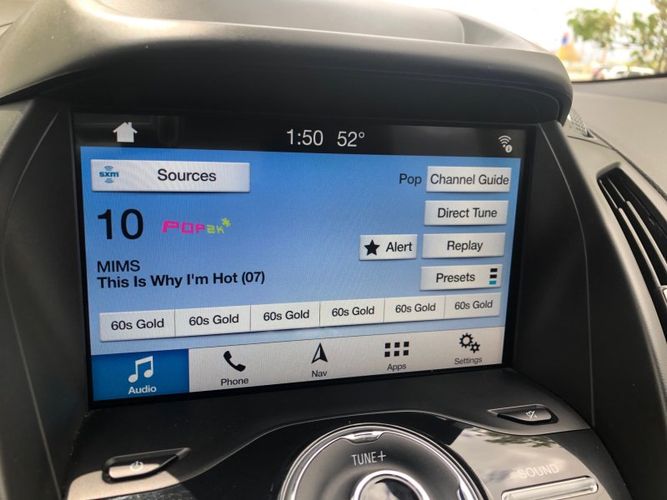 1:50 52°
sxm Sources
Pop Channel Guide
10 POP2K
Direct Tune
Alert Replay
MIMS
This Is Why I'm Hot (07)
Presets
60s Gold 60s Gold 60s Gold 60s Gold 60s Gold 60s Gold
Audio Phone Nav Apps Settings
TUNE+
SOUND